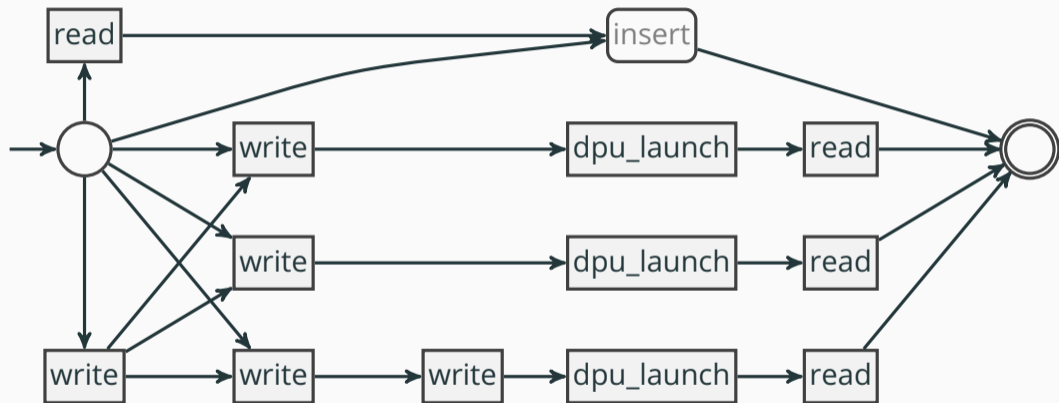 read insert
write dpu_launch read
write dpu_launch read
write write write dpu_launch read